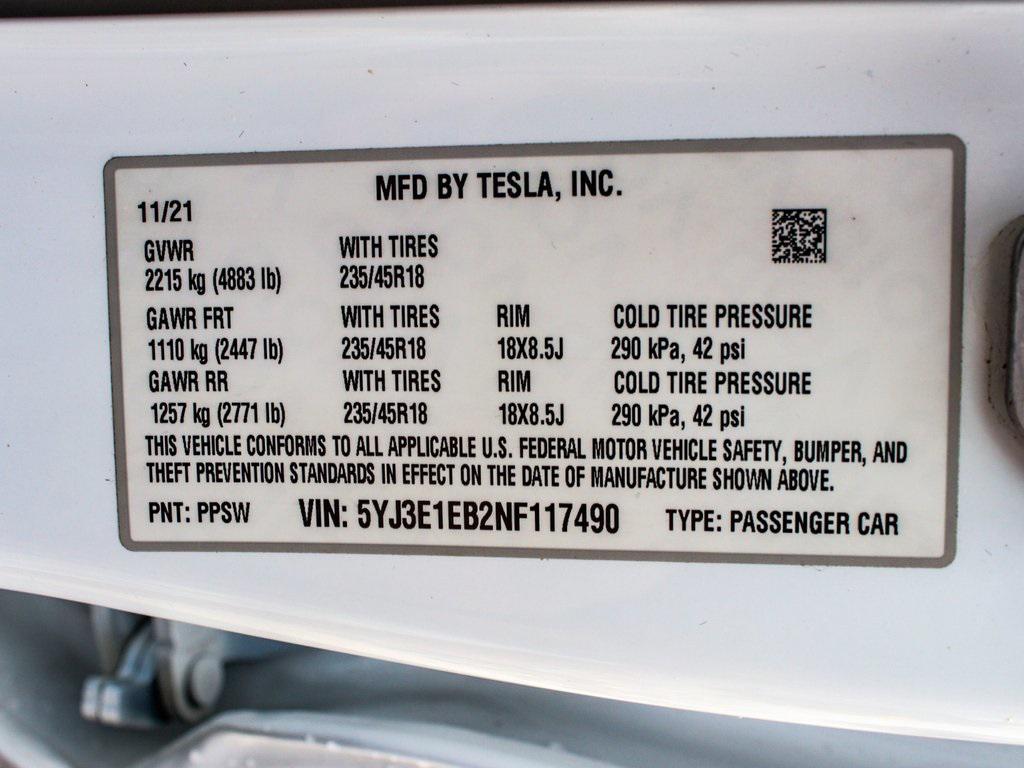 MFD BY TESLA, INC.
11/21
GVWR WITH TIRES
2215 kg (4883 lb) 235/45R18
GAWR FRT WITH TIRES RIM COLD TIRE PRESSURE
1110 kg (2447 lb) 235/45R18 18X8.5J 290 kPa, 42 psi
GAWR RR WITH TIRES RIM COLD TIRE PRESSURE
1257 kg (2771 lb) 235/45R18 18X8.5J 290 kPa, 42 psi
THIS VEHICLE CONFORMS TO ALL APPLICABLE U.S. FEDERAL MOTOR VEHICLE SAFETY, BUMPER, AND
THEFT PREVENTION STANDARDS IN EFFECT ON THE DATE OF MANUFACTURE SHOWN ABOVE.
PNT: PPSW VIN: 5YJ3E1EB2NF117490 TYPE: PASSENGER CAR